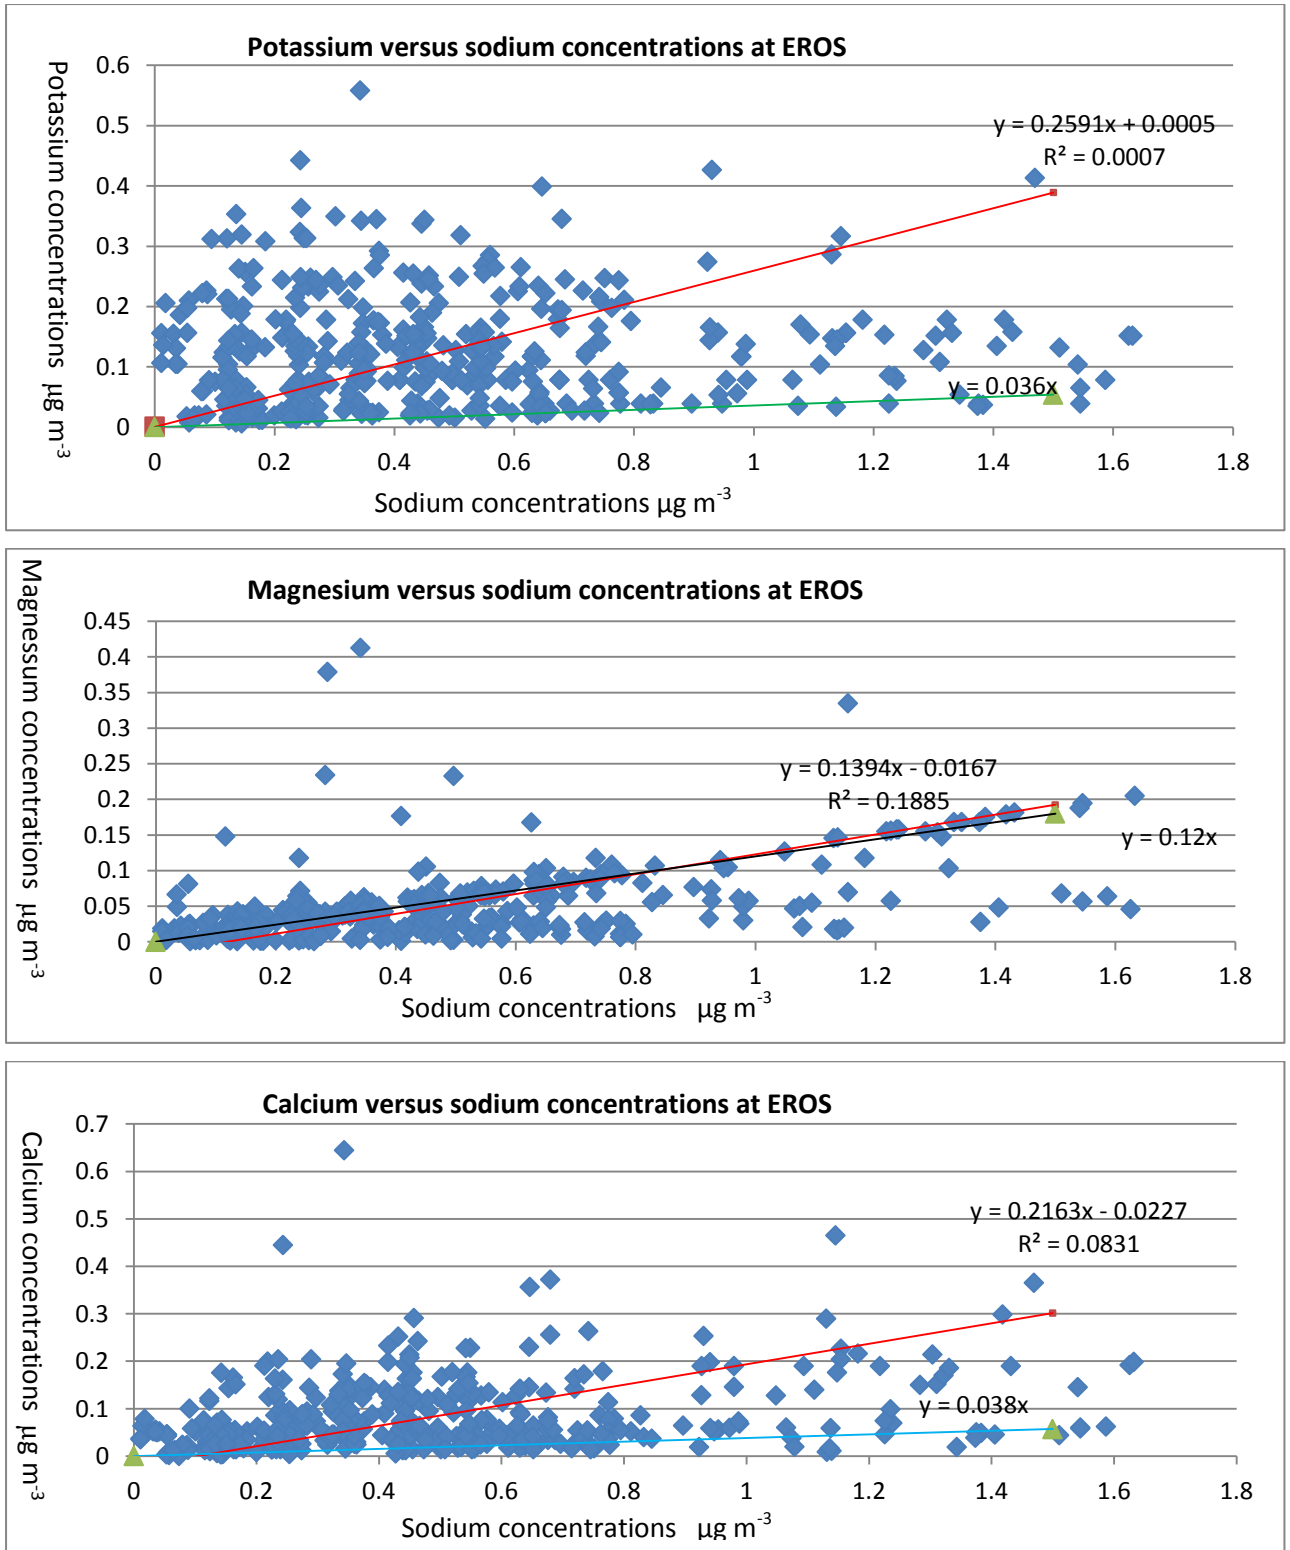 Potassium versus sodium concentrations at EROS
Potassium concentrations µg m⁻³
0.6
0.5
0.4
0.3
0.2
0.1
0
y = 0.2591x + 0.0005
R² = 0.0007
y = 0.036x
0 0.2 0.4 0.6 0.8 1 1.2 1.4 1.6 1.8
Sodium concentrations µg m⁻³
Magnesium versus sodium concentrations at EROS
Magnessum concentrations µg m⁻³
0.45
0.4
0.35
0.3
0.25
0.2
0.15
0.1
0.05
0
y = 0.1394x - 0.0167
R² = 0.1885
y = 0.12x
0 0.2 0.4 0.6 0.8 1 1.2 1.4 1.6 1.8
Sodium concentrations µg m⁻³
Calcium versus sodium concentrations at EROS
Calcium concentrations µg m⁻³
0.7
0.6
0.5
0.4
0.3
0.2
0.1
0
y = 0.2163x - 0.0227
R² = 0.0831
y = 0.038x
0 0.2 0.4 0.6 0.8 1 1.2 1.4 1.6 1.8
Sodium concentrations µg m⁻³